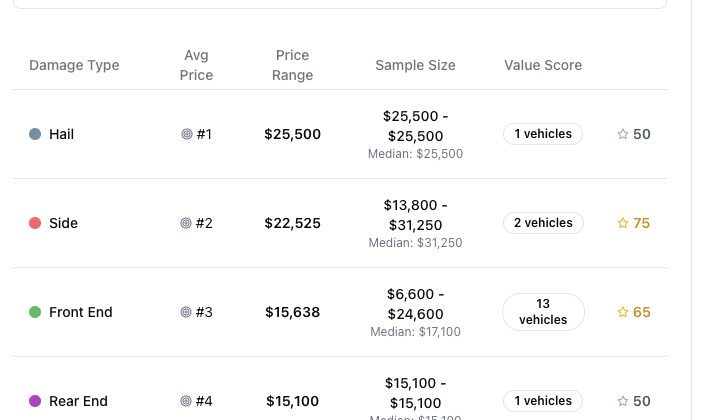 Damage Type
Avg
Price
Price
Range
Sample Size
Value Score
Hail
#1
$25,500
$25,500 -
$25,500
Median: $25,500
1 vehicles
50
Side
#2
$22,525
$13,800 -
$31,250
Median: $31,250
2 vehicles
75
Front End
#3
$15,638
$6,600 -
$24,600
Median: $17,100
13
vehicles
65
Rear End
#4
$15,100
$15,100 -
$15,100
Median: $15,100
1 vehicles
50